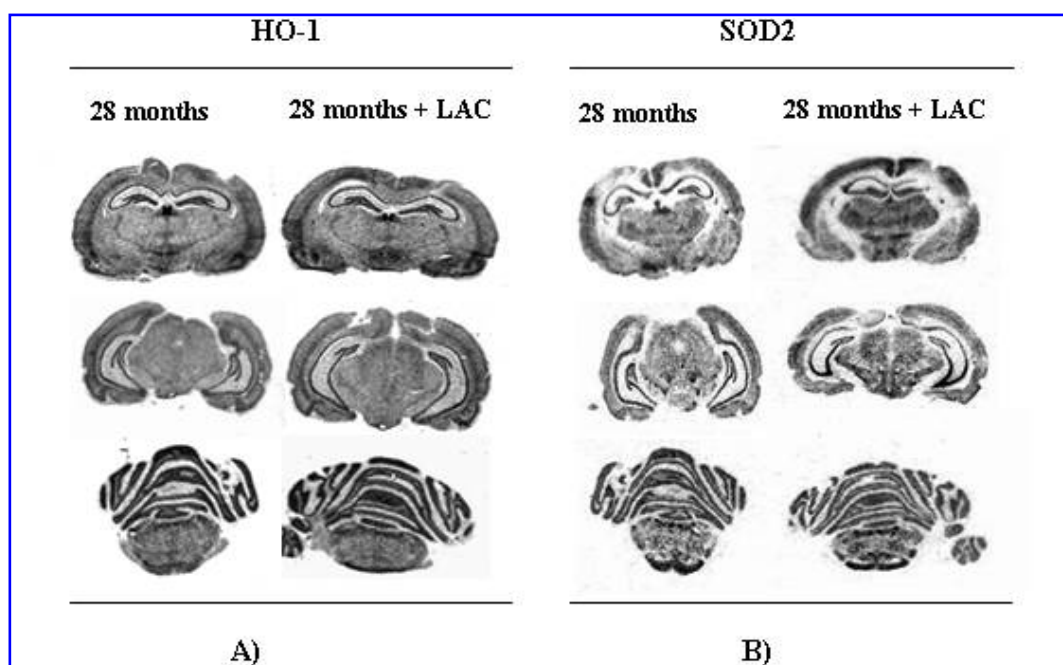 HO-1
SOD2
28 months
28 months + LAC
28 months
28 months + LAC
A)
B)